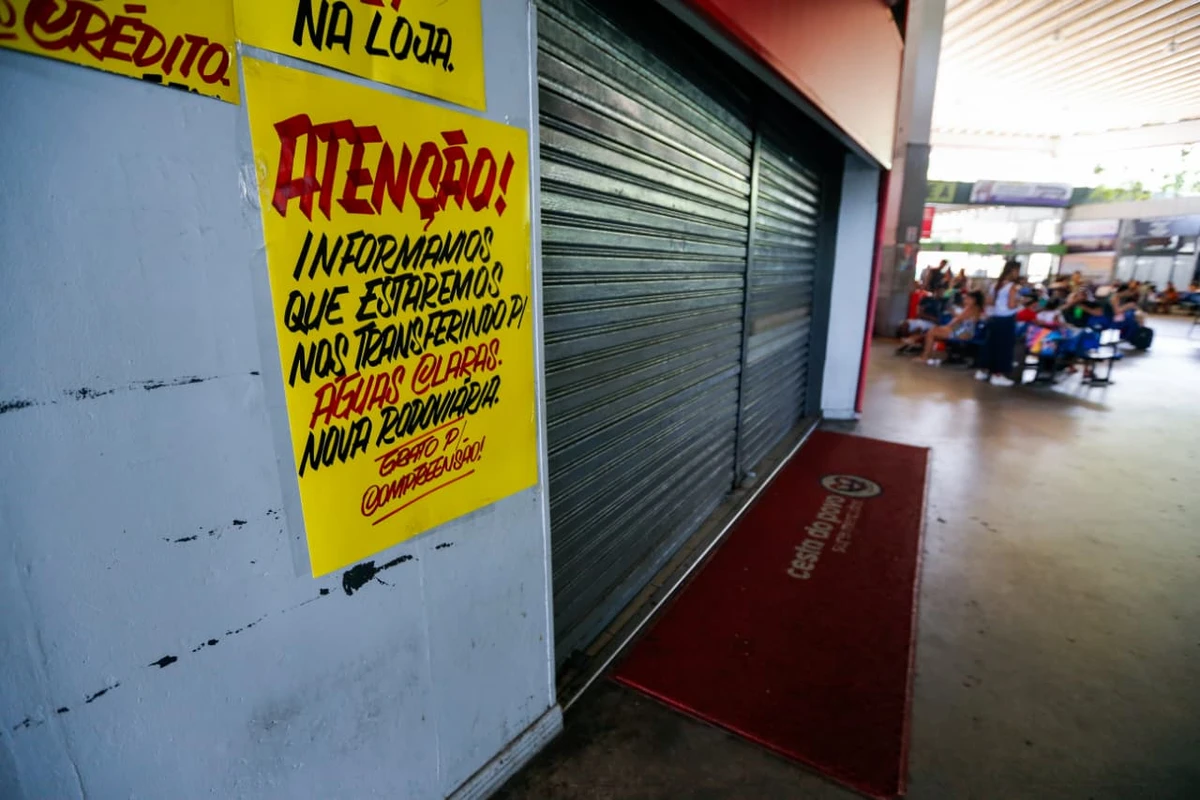 CRÉDITO.
NA LOJA.
ATENÇÃO!
INFORMAMOS
QUE ESTAREMOS
NOS TRANSFERINDO P/
ÁGUAS CLARAS.
NOVA RODOVIÁRIA.
GRATO P/
COMPREENSÃO!
cesta do povo